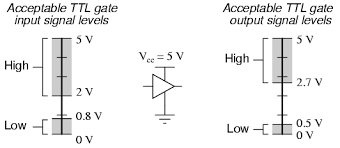 Acceptable TTL gate
input signal levels
5 V
High
2 V
Low
0.8 V
0 V
Vcc = 5 V
Acceptable TTL gate
output signal levels
5 V
High
2.7 V
Low
0.5 V
0 V